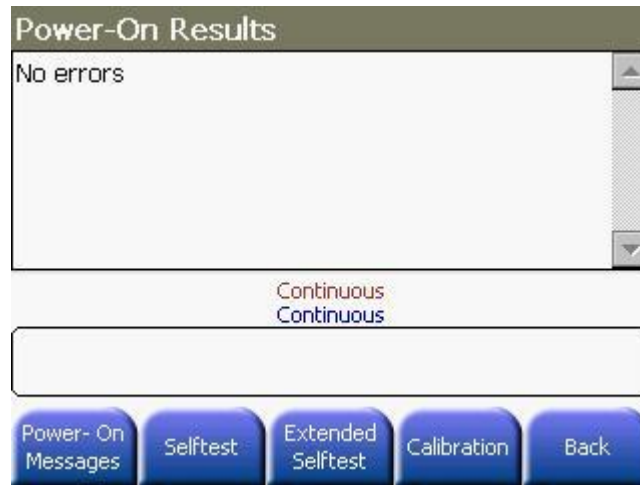 Power-On Results
No errors
Continuous
Continuous
Power- On
Messages
Selftest
Extended
Selftest
Calibration
Back